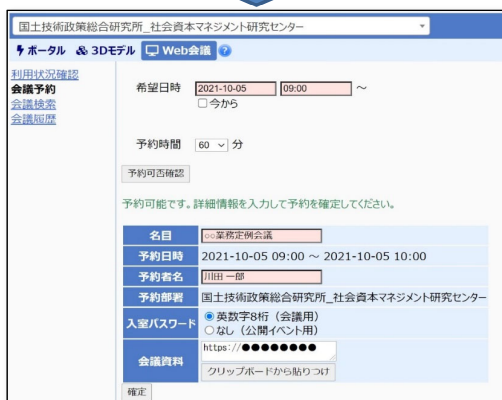 国土技術政策総合研究所_社会資本マネジメント研究センター
ポータル 3Dモデル Web会議 ?
利用状況確認
会議予約
会議検索
会議履歴
希望日時 2021-10-05 09:00 ～
今から
予約時間 60 分
予約可否確認
予約可能です。詳細情報を入力して予約を確定してください。
名目 ○○業務定例会議
予約日時 2021-10-05 09:00 ～ 2021-10-05 10:00
予約者名 川田 一郎
予約部署 国土技術政策総合研究所_社会資本マネジメント研究センター
入室パスワード 英数字8桁（会議用）
なし（公開イベント用）
会議資料 https://●●●●●●●●
クリップボードから貼りつけ
確定